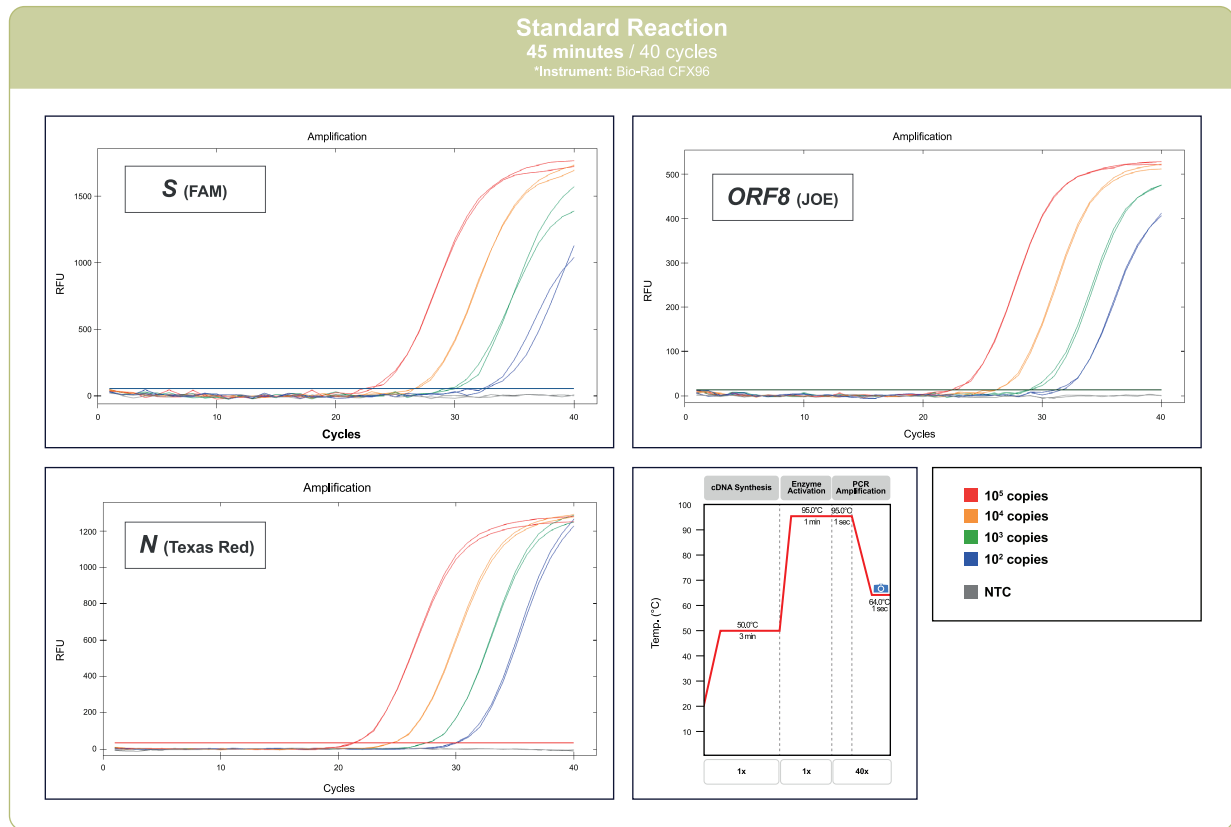 Standard Reaction
45 minutes / 40 cycles
*Instrument: Bio-Rad CFX96
Amplification
S (FAM)
1500
1000
500
0
RFU
0 10 20 30 40
Cycles
Amplification
ORF8 (JOE)
500
400
300
200
100
0
RFU
0 10 20 30 40
Cycles
Amplification
N (Texas Red)
1200
1000
800
600
400
200
0
RFU
0 10 20 30 40
Cycles
cDNA Synthesis
Enzyme Activation
PCR Amplification
100
90
80
70
60
50
40
30
20
10
Temp. (°C)
50.0°C
3 min
95.0°C
1 min
95.0°C
1 sec
64.0°C
1 sec
1x
1x
40x
10⁵ copies
10⁴ copies
10³ copies
10² copies
NTC